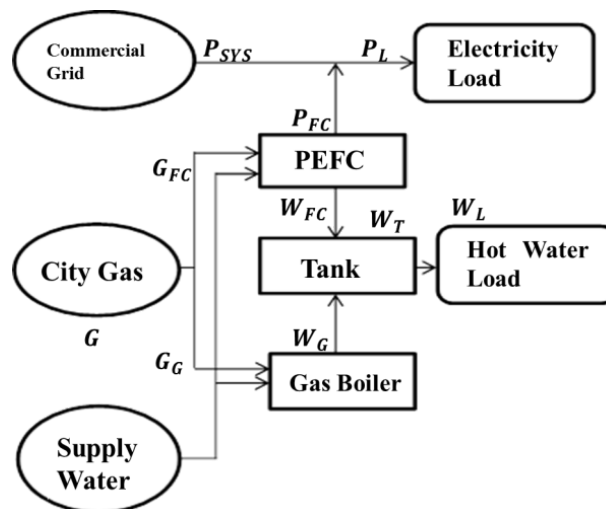 Commercial
Grid
P_SYS
P_L
Electricity
Load
P_FC
PEFC
G_FC
W_FC
W_T
W_L
City Gas
Tank
Hot Water
Load
G
W_G
G_G
Gas Boiler
Supply
Water